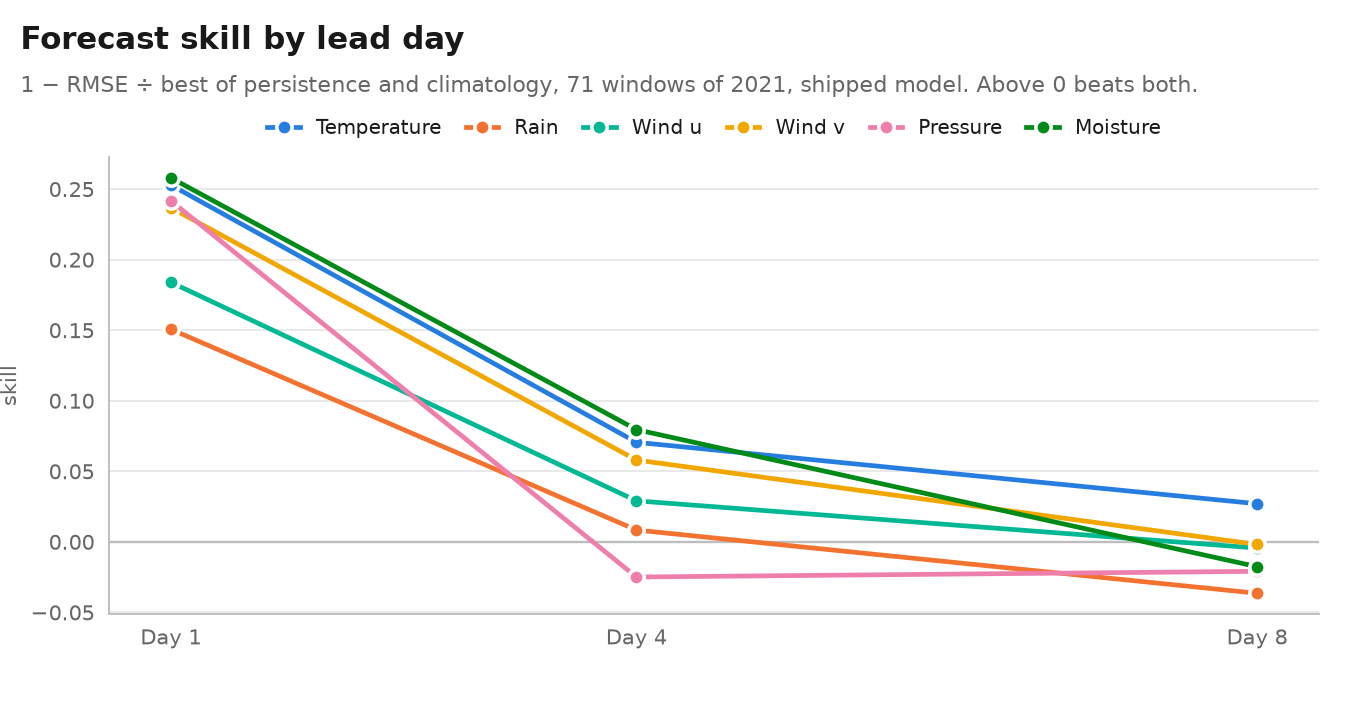 Forecast skill by lead day
1 − RMSE ÷ best of persistence and climatology, 71 windows of 2021, shipped model. Above 0 beats both.
Temperature Rain Wind u Wind v Pressure Moisture
skill
0.25
0.20
0.15
0.10
0.05
0.00
−0.05
Day 1 Day 4 Day 8